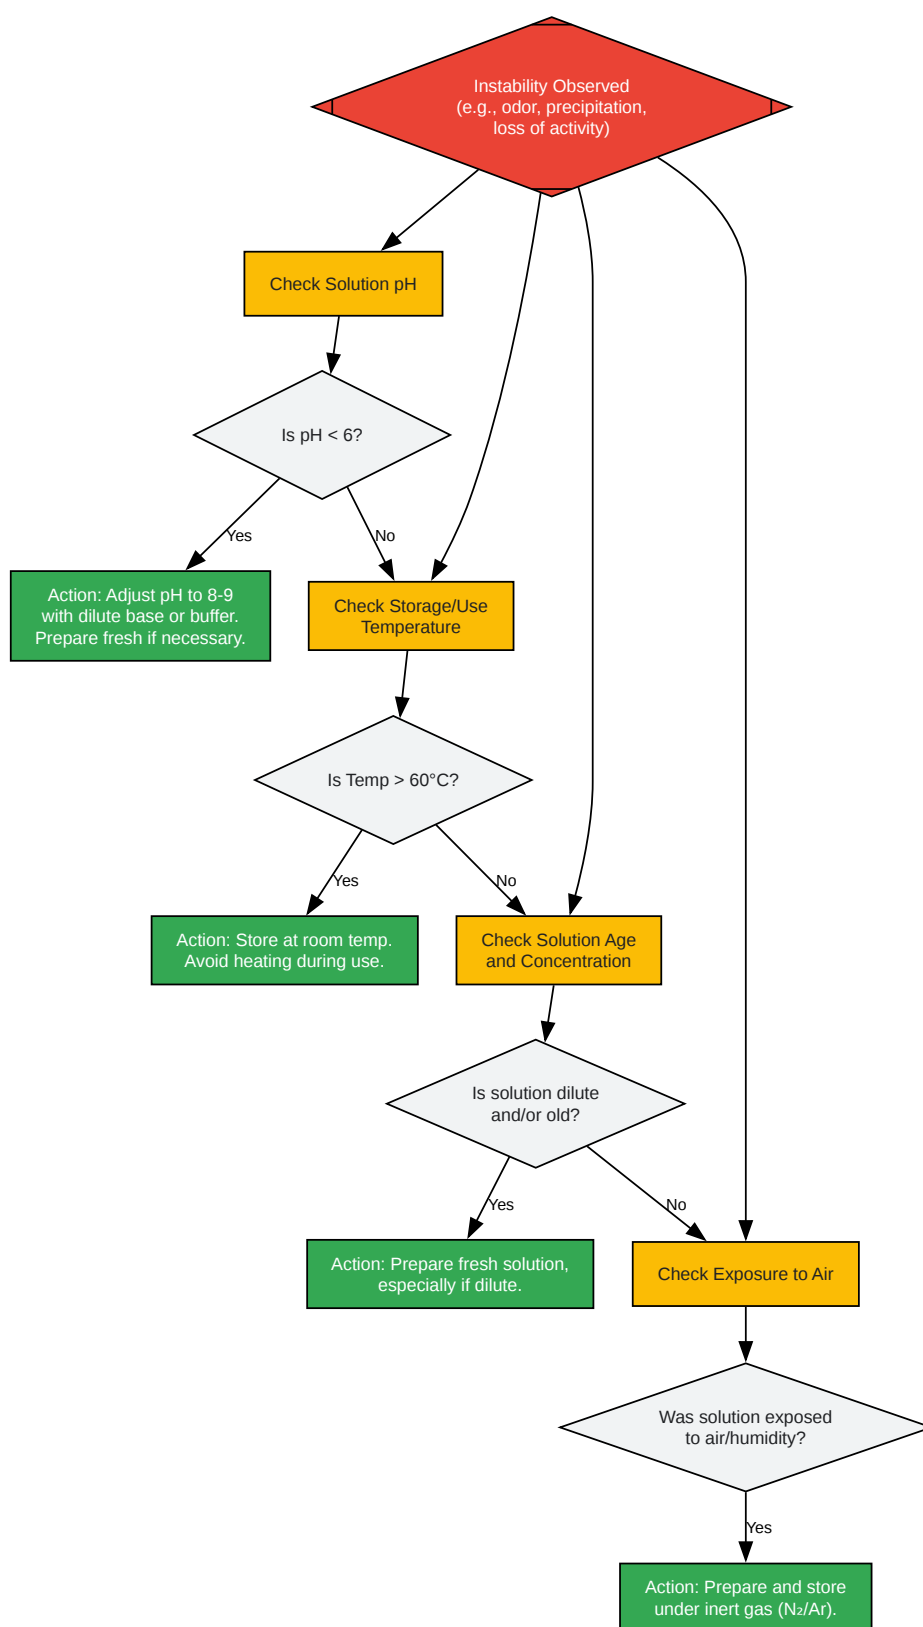 Instability Observed
(e.g., odor, precipitation,
loss of activity)
Check Solution pH
Is pH < 6?
Yes
No
Action: Adjust pH to 8-9
with dilute base or buffer.
Prepare fresh if necessary.
Check Storage/Use
Temperature
Is Temp > 60°C?
Yes
No
Action: Store at room temp.
Avoid heating during use.
Check Solution Age
and Concentration
Is solution dilute
and/or old?
Yes
No
Action: Prepare fresh solution,
especially if dilute.
Check Exposure to Air
Was solution exposed
to air/humidity?
Yes
Action: Prepare and store
under inert gas (N₂/Ar).